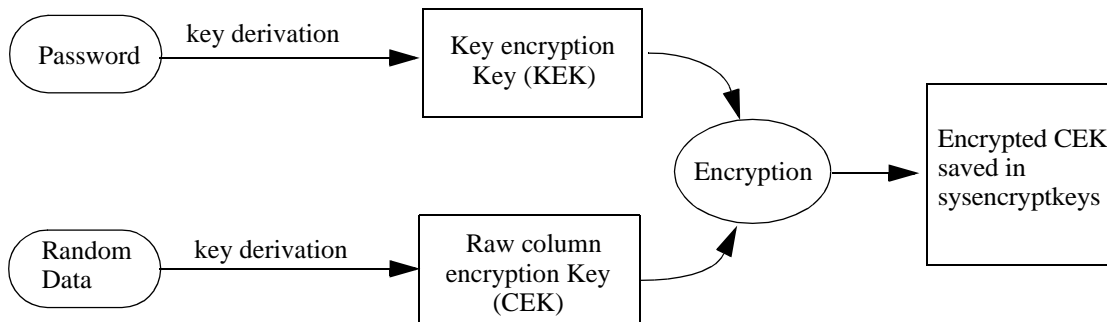 Password
key derivation
Key encryption
Key (KEK)
Encryption
Encrypted CEK
saved in
sysencryptkeys
Random
Data
key derivation
Raw column
encryption Key
(CEK)